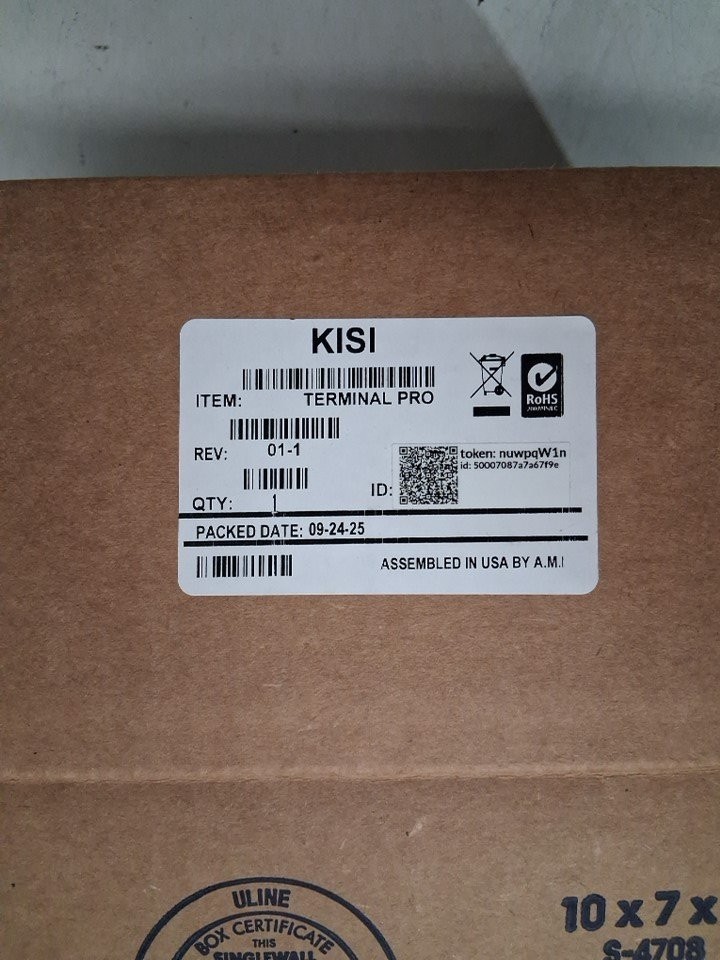 KISI
ITEM: TERMINAL PRO
RoHS
REV: 01-1
token: nuwpqW1n
id: 50007087a7a67f9e
ID:
QTY: 1
PACKED DATE: 09-24-25
ASSEMBLED IN USA BY A.M.I
ULINE
BOX CERTIFICATE
THIS
SINGLEWALL
10 x 7 x
S-4708